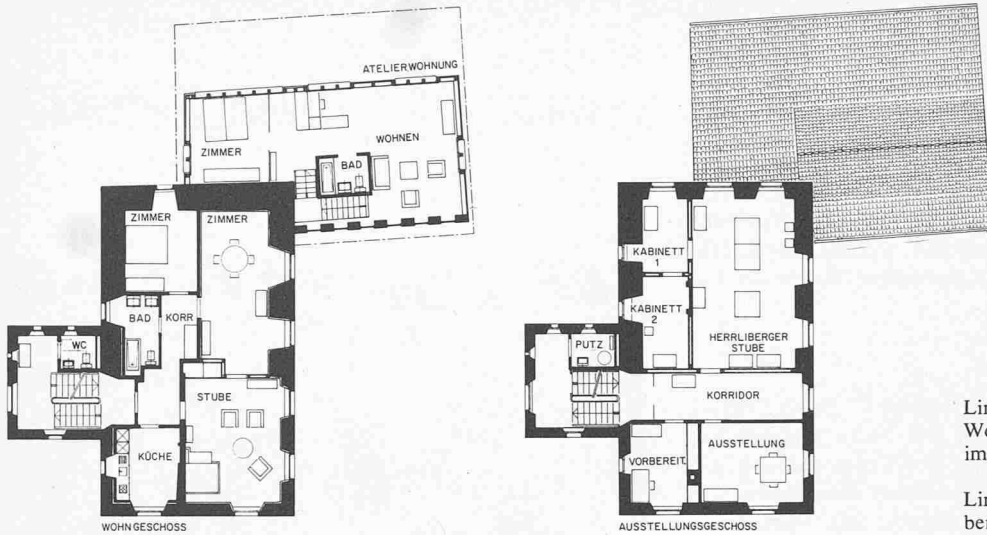 ATELIERWOHNUNG
WOHNEN
ZIMMER
BAD
ZIMMER
ZIMMER
BAD
KORR
WC
STUBE
KÜCHE
WOHNGESCHOSS
KABINETT
1
KABINETT
2
HERRLIBERGER
STUBE
PUTZ
KORRIDOR
VORBEREIT.
AUSSTELLUNG
AUSSTELLUNGSGESCHOSS
im